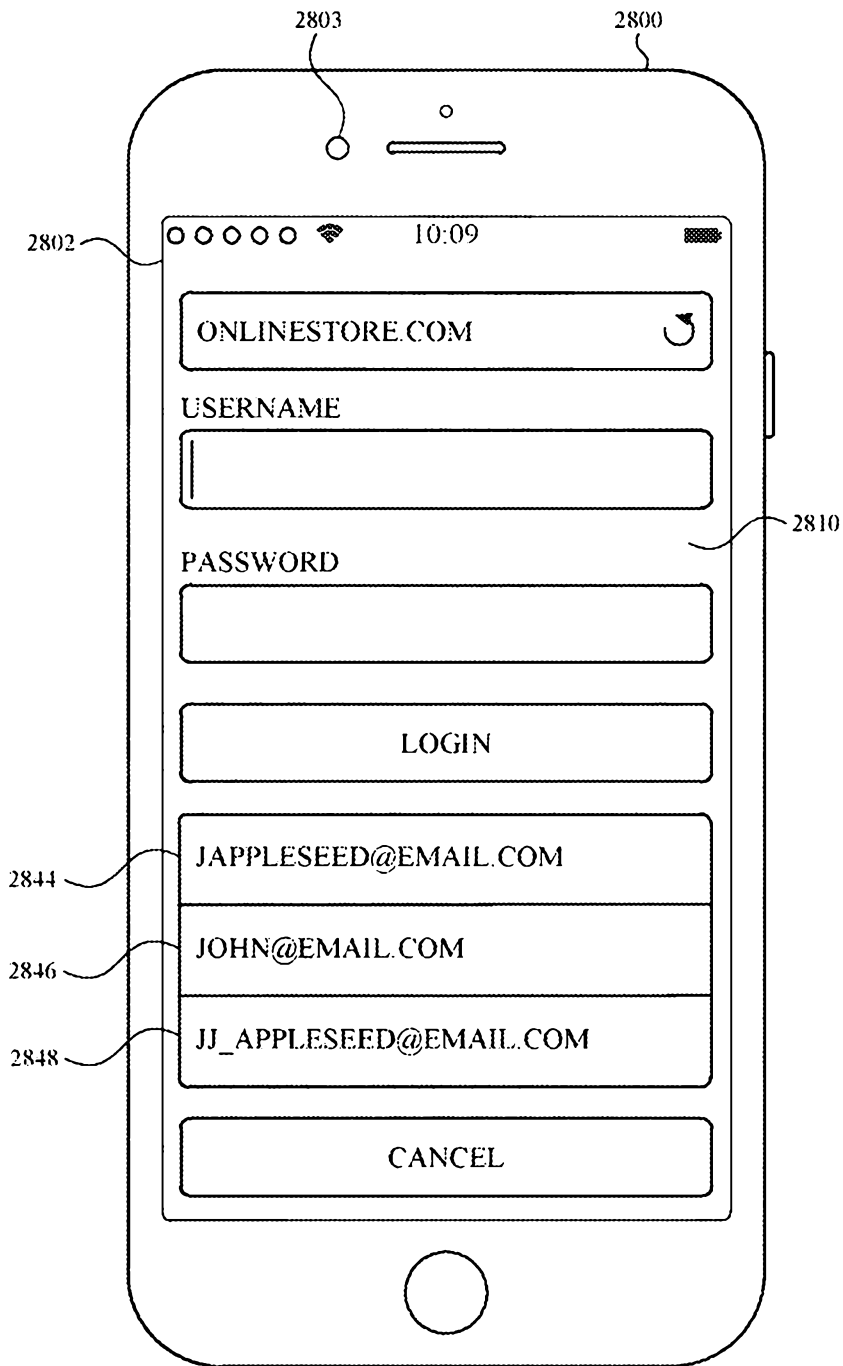 2803 2800
2802 10:09
ONLINESTORE.COM
USERNAME
2810
PASSWORD
LOGIN
2844 JAPPLESEED@EMAIL.COM
2846 JOHN@EMAIL.COM
2848 JJ_APPLESEED@EMAIL.COM
CANCEL